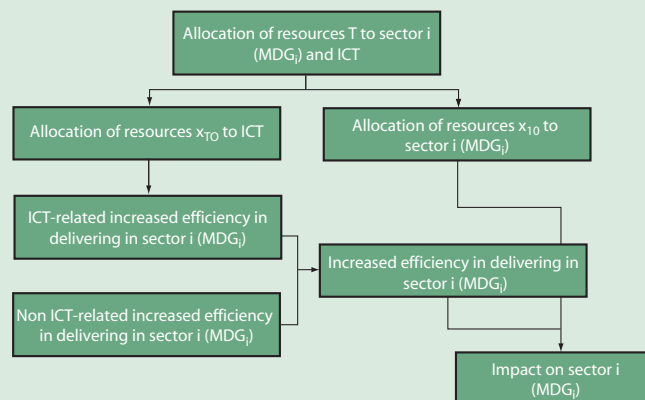 Allocation of resources T to sector i
(MDGi) and ICT
Allocation of resources xTO to ICT
Allocation of resources x10 to
sector i (MDGi)
ICT-related increased efficiency in
delivering in sector i (MDGi)
Increased efficiency in delivering in
sector i (MDGi)
Non ICT-related increased efficiency
in delivering in sector i (MDGi)
Impact on sector i
(MDGi)